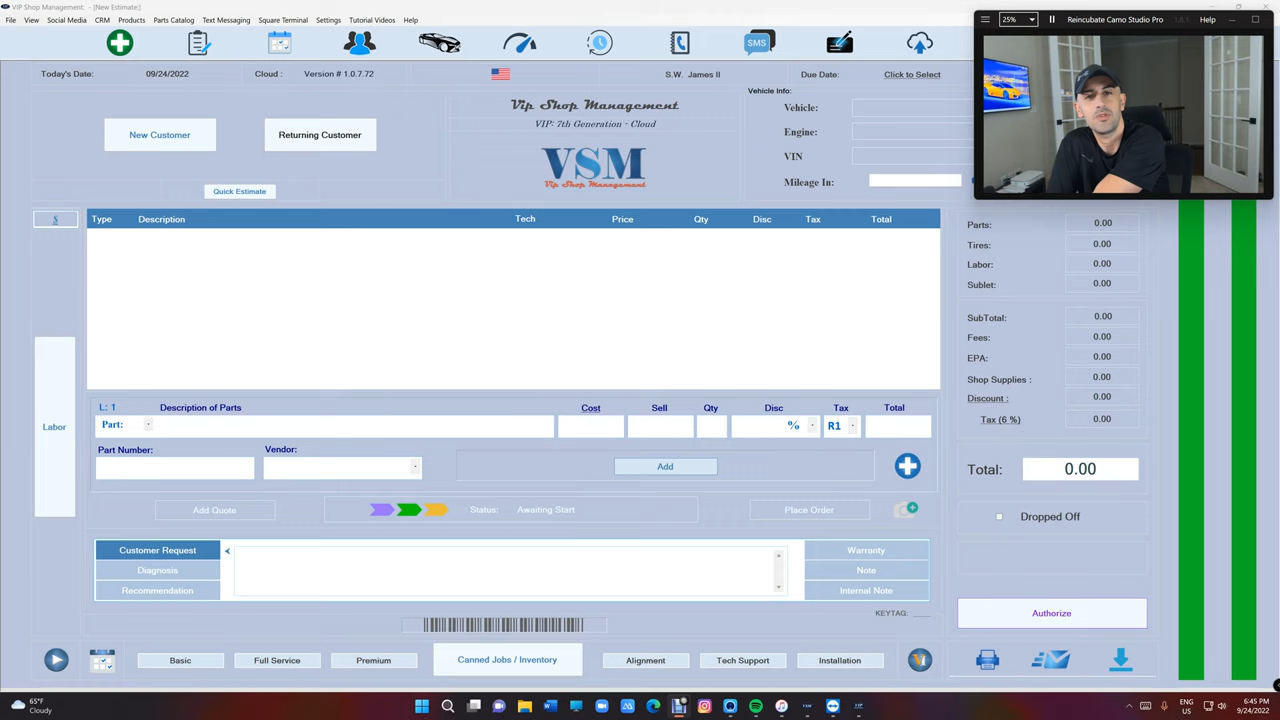 VIP Shop Management: [New Estimate:]
File View Social Media CRM Products Parts Catalog Text Messaging Square Terminal Settings Tutorial Videos Help
25% Reincubate Camo Studio Pro 1.8.1 Help
SMS
Today's Date: 09/24/2022 Cloud : Version # 1.0.7.72 S.W. James II Due Date: Click to Select
Vehicle Info:
Vip Shop Management
VIP: 7th Generation - Cloud
VSM
Vip Shop Management
New Customer Returning Customer
Quick Estimate
Vehicle:
Engine:
VIN
Mileage In:
$ Type Description Tech Price Qty Disc Tax Total
Labor
Parts: 0.00
Tires: 0.00
Labor: 0.00
Sublet: 0.00
SubTotal: 0.00
Fees: 0.00
EPA: 0.00
Shop Supplies : 0.00
Discount : 0.00
Tax (6 %) 0.00
L: 1 Description of Parts Cost Sell Qty Disc Tax Total
Part: % R1
Part Number: Vendor:
Add
Total: 0.00
Add Quote Status: Awaiting Start Place Order
Dropped Off
Customer Request Warranty
Diagnosis Note
Recommendation Internal Note
KEYTAG:
Authorize
Basic Full Service Premium Canned Jobs / Inventory Alignment Tech Support Installation
65°F
Cloudy
ENG
US
6:45 PM
9/24/2022